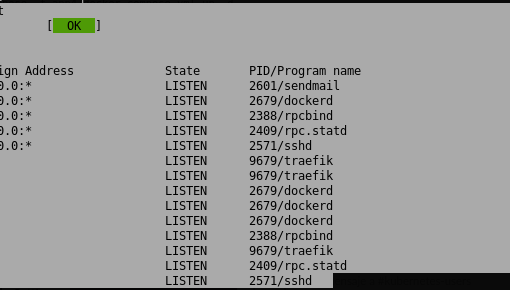 t
[ OK ]
ign Address State PID/Program name
0.0:* LISTEN 2601/sendmail
0.0:* LISTEN 2679/dockerd
0.0:* LISTEN 2388/rpcbind
0.0:* LISTEN 2409/rpc.statd
0.0:* LISTEN 2571/sshd
LISTEN 9679/traefik
LISTEN 9679/traefik
LISTEN 2679/dockerd
LISTEN 2679/dockerd
LISTEN 2679/dockerd
LISTEN 2388/rpcbind
LISTEN 9679/traefik
LISTEN 2409/rpc.statd
LISTEN 2571/sshd